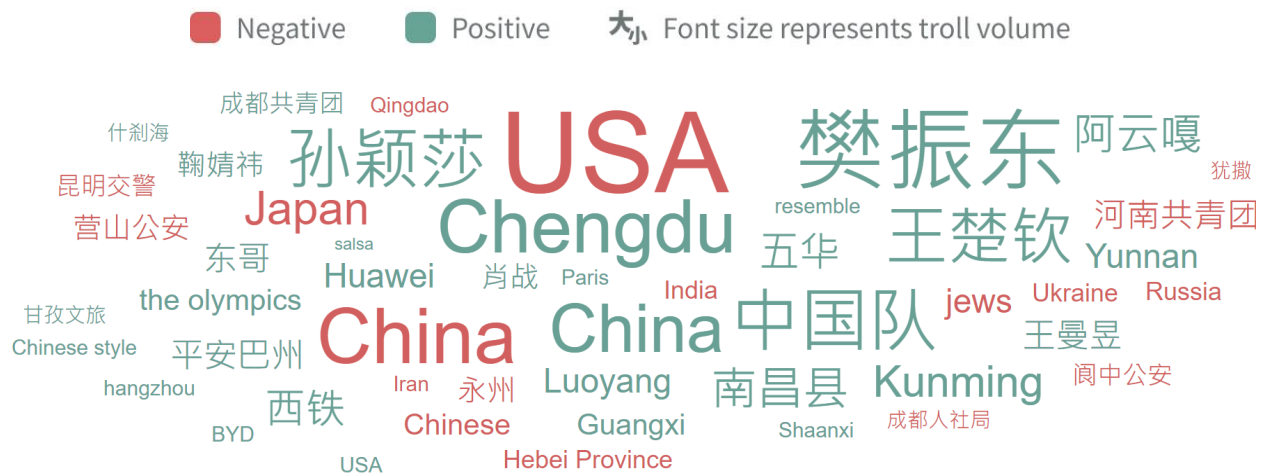 Negative Positive 大小 Font size represents troll volume
成都共青团 Qingdao
什刹海 孙颖莎 USA 樊振东 阿云嘎
鞠婧祎 犹撒
昆明交警 Japan Chengdu resemble 王楚钦 河南共青团
营山公安 salsa 五华 Yunnan
东哥 Huawei 肖战 Paris
the olympics India 中国队 jews Ukraine Russia
甘孜文旅 China China 王曼昱
Chinese style 平安巴州
hangzhou Iran 永州 Luoyang 南昌县 Kunming 阆中公安
西铁 Chinese Guangxi Shaanxi 成都人社局
BYD
USA Hebei Province